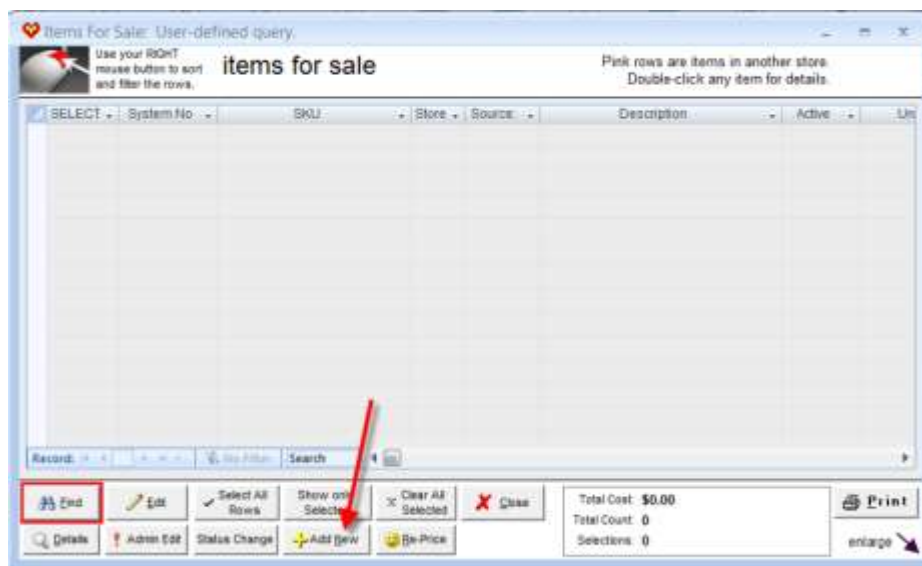 Items For Sale: User-defined query.
Use your RIGHT
mouse button to sort
and filter the rows.
items for sale
Pink rows are items in another store.
Double-click any item for details.
SELECT System No SKU Store Source Description Active Un
Record: No Filter Search
Find Edit Select All Rows Show only Selected Clear All Selected Close
Total Cost: $0.00
Print
Total Count: 0
Details Admin Edit Status Change Add New Re-Price
Selections: 0
enlarge